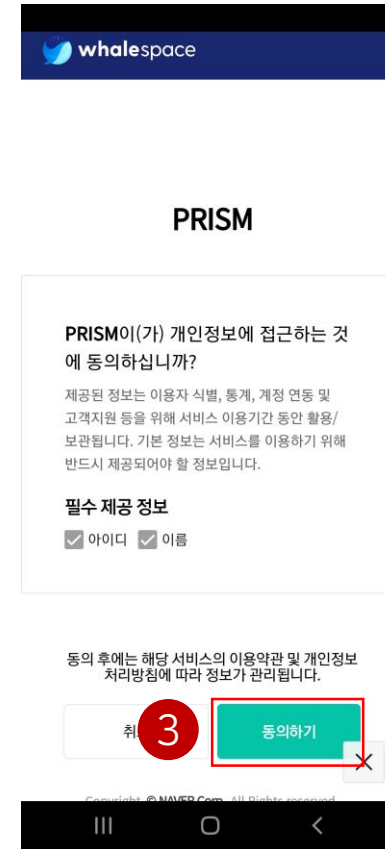 whalespace
PRISM
PRISM이(가) 개인정보에 접근하는 것
에 동의하십니까?
제공된 정보는 이용자 식별, 통계, 계정 연동 및
고객지원 등을 위해 서비스 이용기간 동안 활용/
보관됩니다. 기본 정보는 서비스를 이용하기 위해
반드시 제공되어야 할 정보입니다.
필수 제공 정보
아이디 이름
동의 후에는 해당 서비스의 이용약관 및 개인정보
처리방침에 따라 정보가 관리됩니다.
3 동의하기
Copyright © NAVER Corp. All Rights reserved